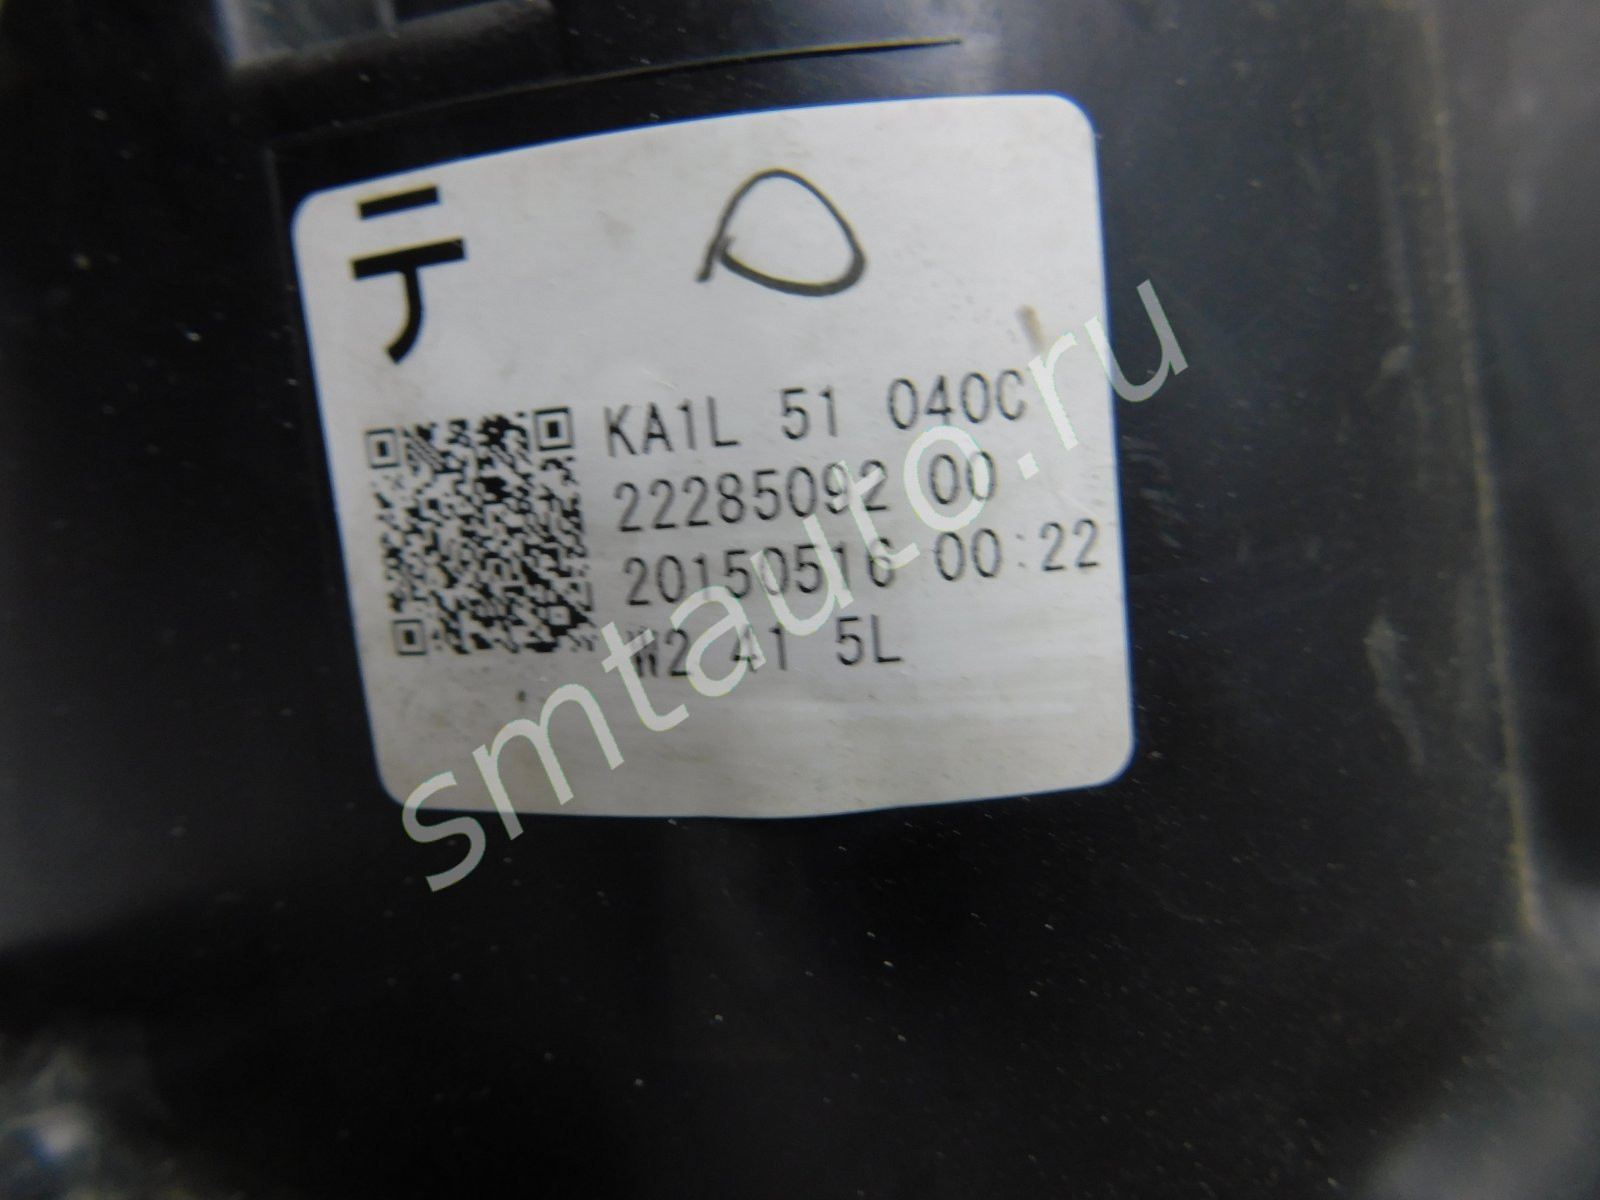 テ
KA1L 51 040C
22285092 00
20150516 00:22
W2 41 5L
smtauto.ru